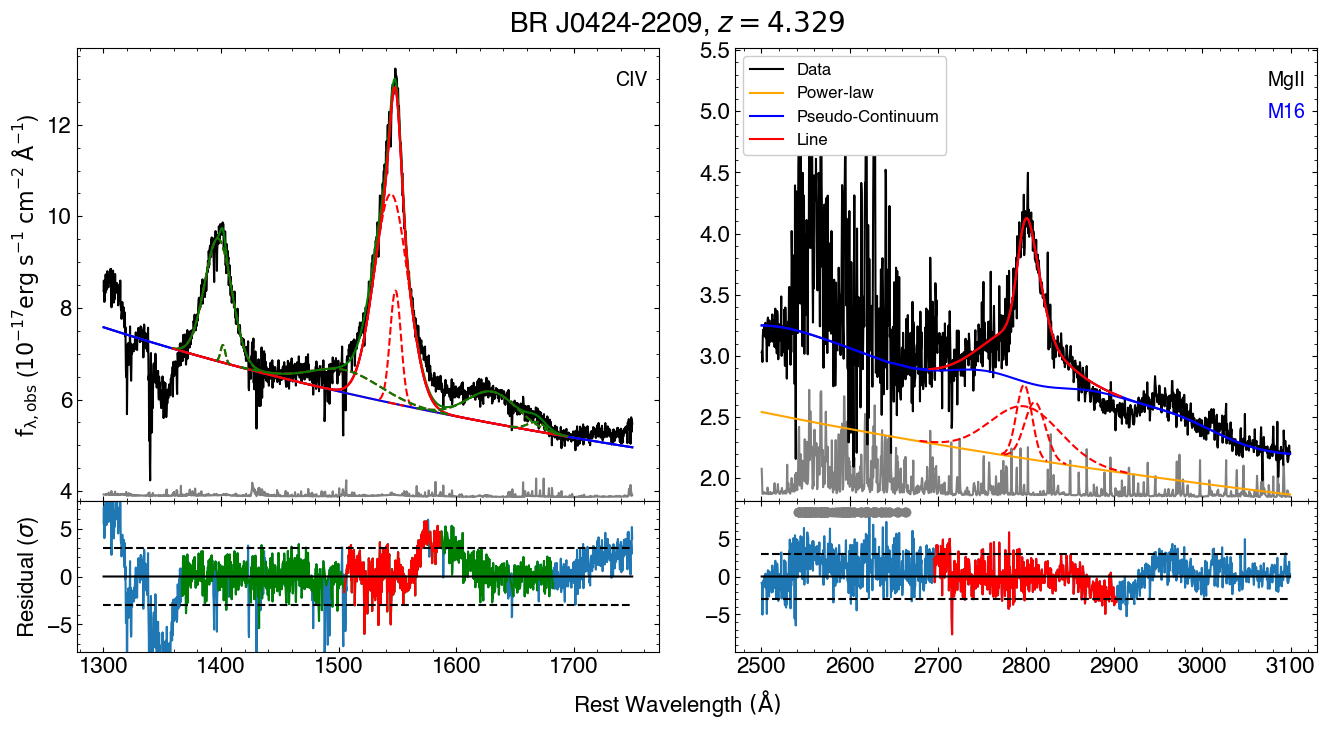 BR J0424-2209, z = 4.329
CIV
f_{λ,obs} (10^{−17}erg s^{−1} cm^{−2} Å^{−1})
12
10
8
6
4
Data
Power-law
Pseudo-Continuum
Line
MgII
M16
5.5
5.0
4.5
4.0
3.5
3.0
2.5
2.0
Residual (σ)
5
0
−5
5
0
−5
1300 1400 1500 1600 1700
2500 2600 2700 2800 2900 3000 3100
Rest Wavelength (Å)